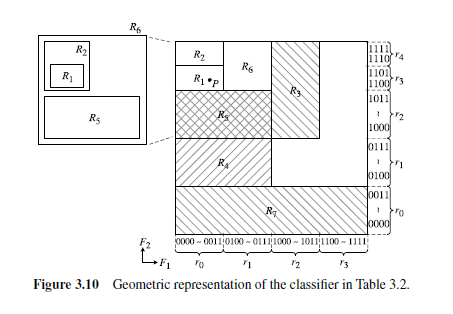 R6
R2
R1
R5
R2
R6
R1 •P
R3
R5
R4
R7
1111
1110
r4
1101
1100
r3
1011
~
1000
r2
0111
~
0100
r1
0011
~
0000
r0
F2
F1
0000 ~ 0011 0100 ~ 0111 1000 ~ 1011 1100 ~ 1111
r0 r1 r2 r3
Figure 3.10 Geometric representation of the classifier in Table 3.2.